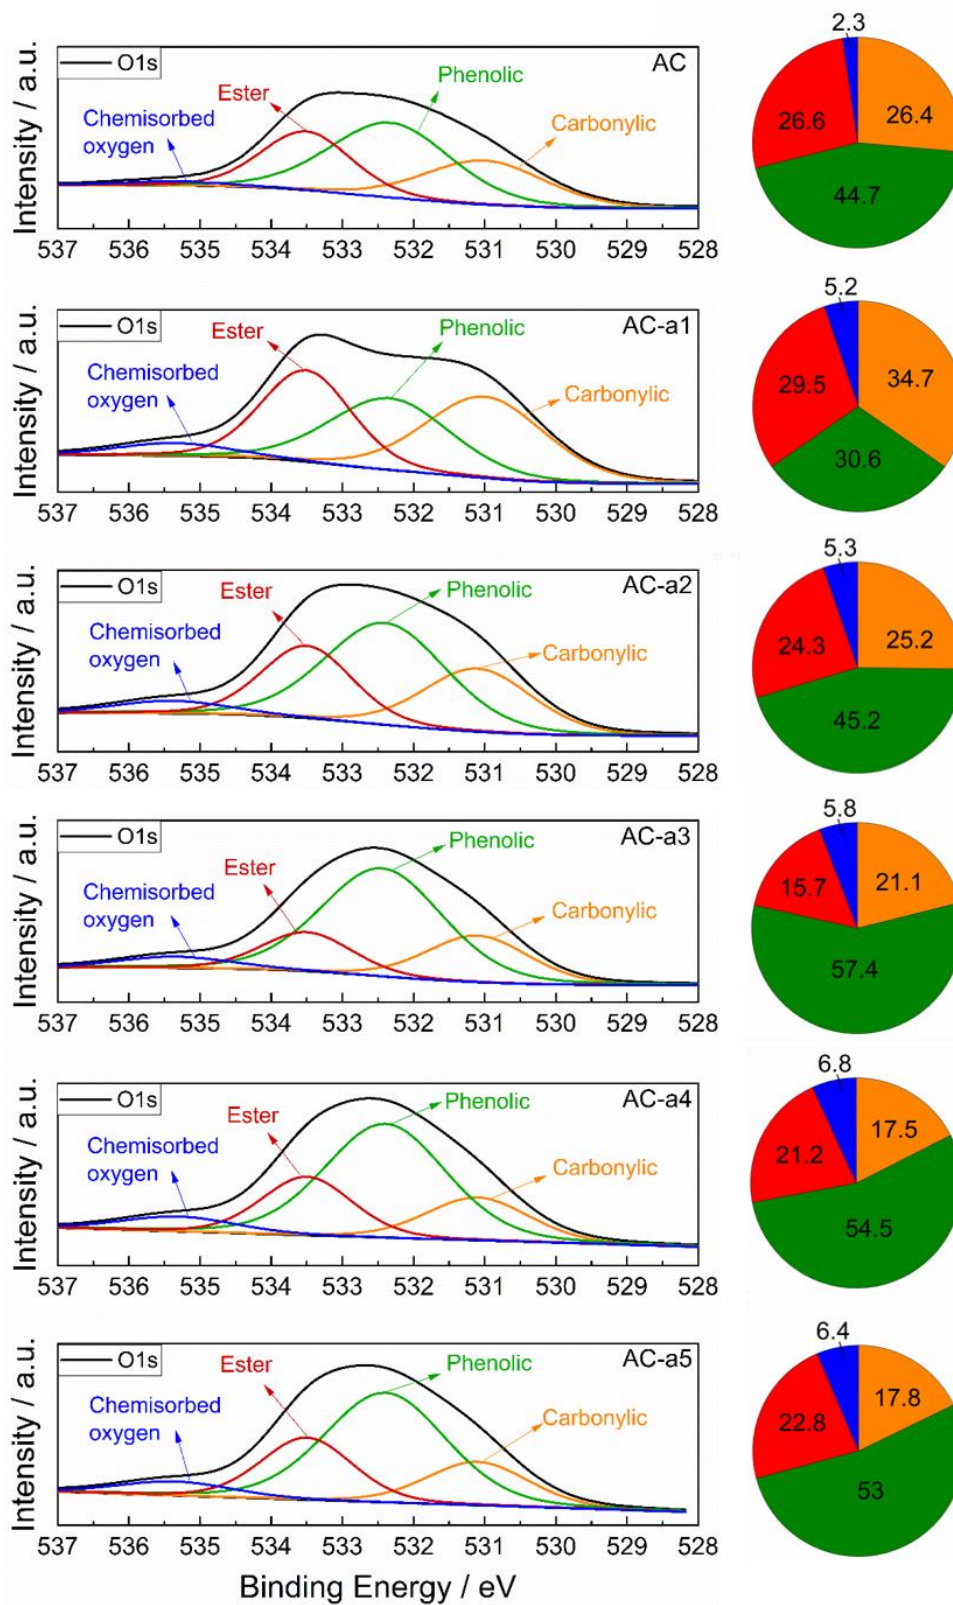 Intensity / a.u.
O1s
AC
Phenolic
Ester
Chemisorbed
oxygen
Carbonylic
537 536 535 534 533 532 531 530 529 528
2.3
26.6
26.4
44.7
Intensity / a.u.
O1s
AC-a1
Phenolic
Ester
Chemisorbed
oxygen
Carbonylic
537 536 535 534 533 532 531 530 529 528
5.2
29.5
34.7
30.6
Intensity / a.u.
O1s
AC-a2
Ester
Phenolic
Chemisorbed
oxygen
Carbonylic
537 536 535 534 533 532 531 530 529 528
5.3
24.3
25.2
45.2
Intensity / a.u.
O1s
AC-a3
Phenolic
Ester
Chemisorbed
oxygen
Carbonylic
537 536 535 534 533 532 531 530 529 528
5.8
15.7
21.1
57.4
Intensity / a.u.
O1s
AC-a4
Phenolic
Ester
Chemisorbed
oxygen
Carbonylic
537 536 535 534 533 532 531 530 529 528
6.8
21.2
17.5
54.5
Intensity / a.u.
O1s
AC-a5
Ester
Phenolic
Chemisorbed
oxygen
Carbonylic
537 536 535 534 533 532 531 530 529 528
6.4
22.8
17.8
53
Binding Energy / eV